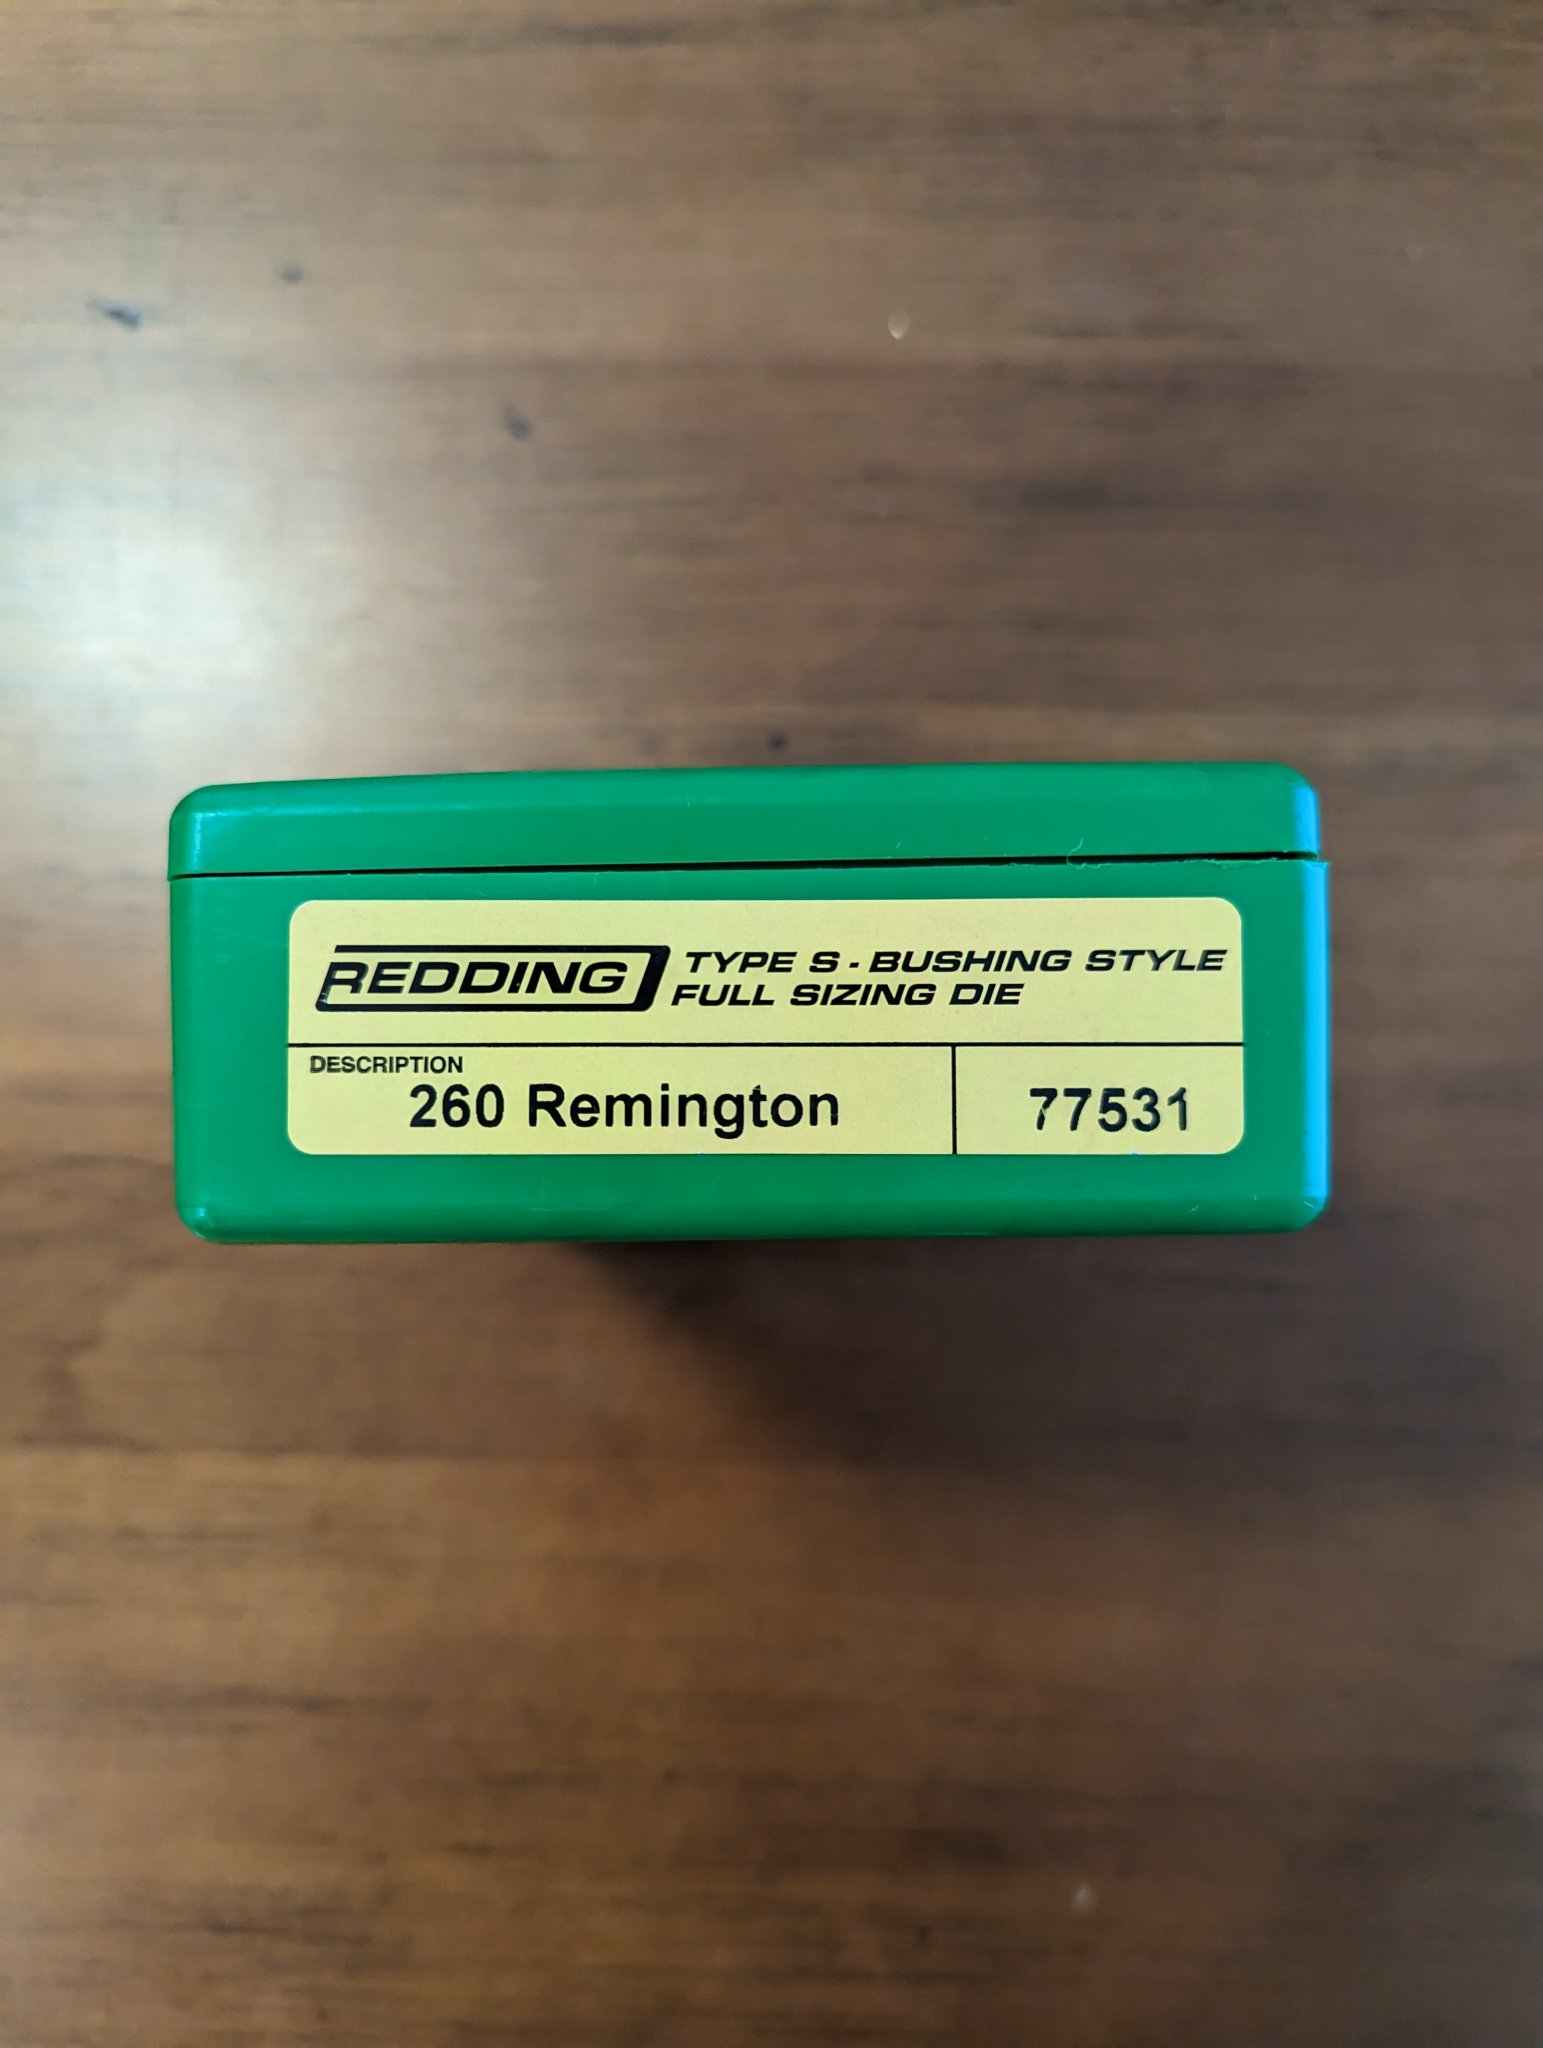 REDDING TYPE S - BUSHING STYLE
FULL SIZING DIE
DESCRIPTION
260 Remington 77531